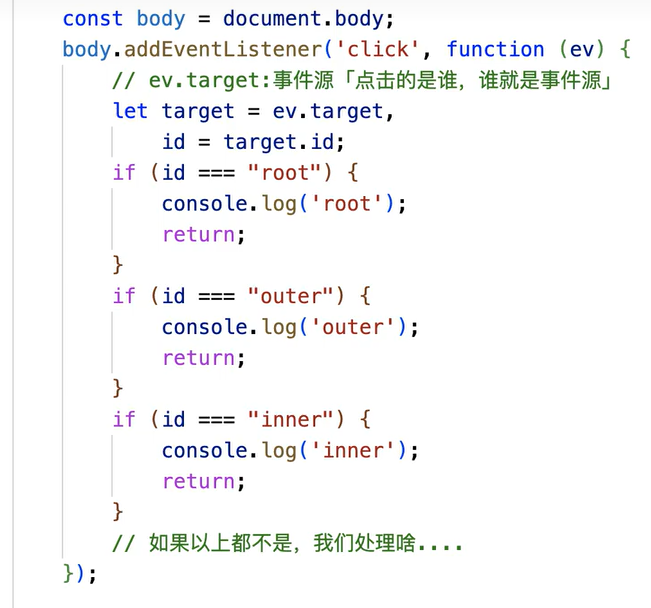 const body = document.body;
body.addEventListener('click', function (ev) {
    // ev.target:事件源「点击的是谁，谁就是事件源」
    let target = ev.target,
        id = target.id;
    if (id === "root") {
        console.log('root');
        return;
    }
    if (id === "outer") {
        console.log('outer');
        return;
    }
    if (id === "inner") {
        console.log('inner');
        return;
    }
    // 如果以上都不是，我们处理啥....
});